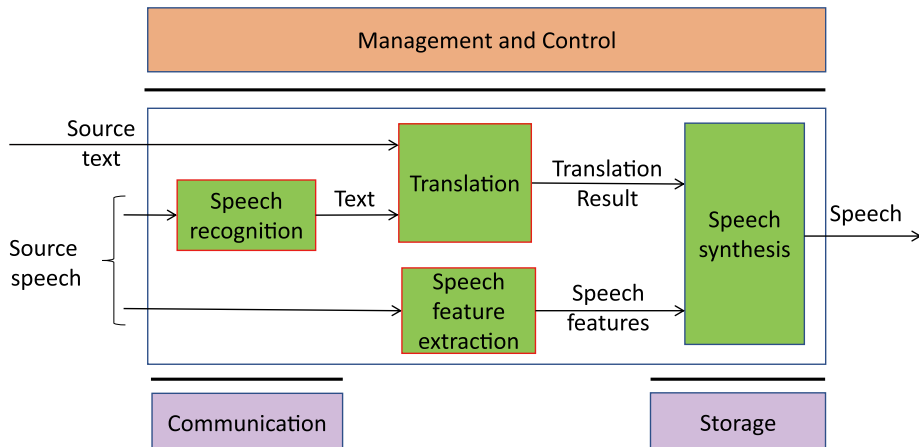 Management and Control
Source
text
Translation
Translation
Result
Speech
recognition
Text
Speech
synthesis
Speech
Source
speech
Speech
feature
extraction
Speech
features
Communication
Storage